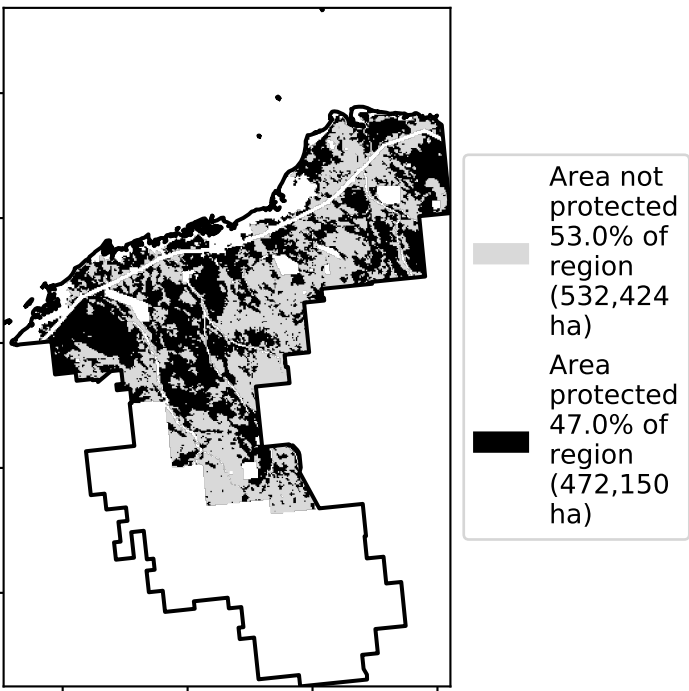 Area not
protected
53.0% of
region
(532,424
ha)
Area
protected
47.0% of
region
(472,150
ha)